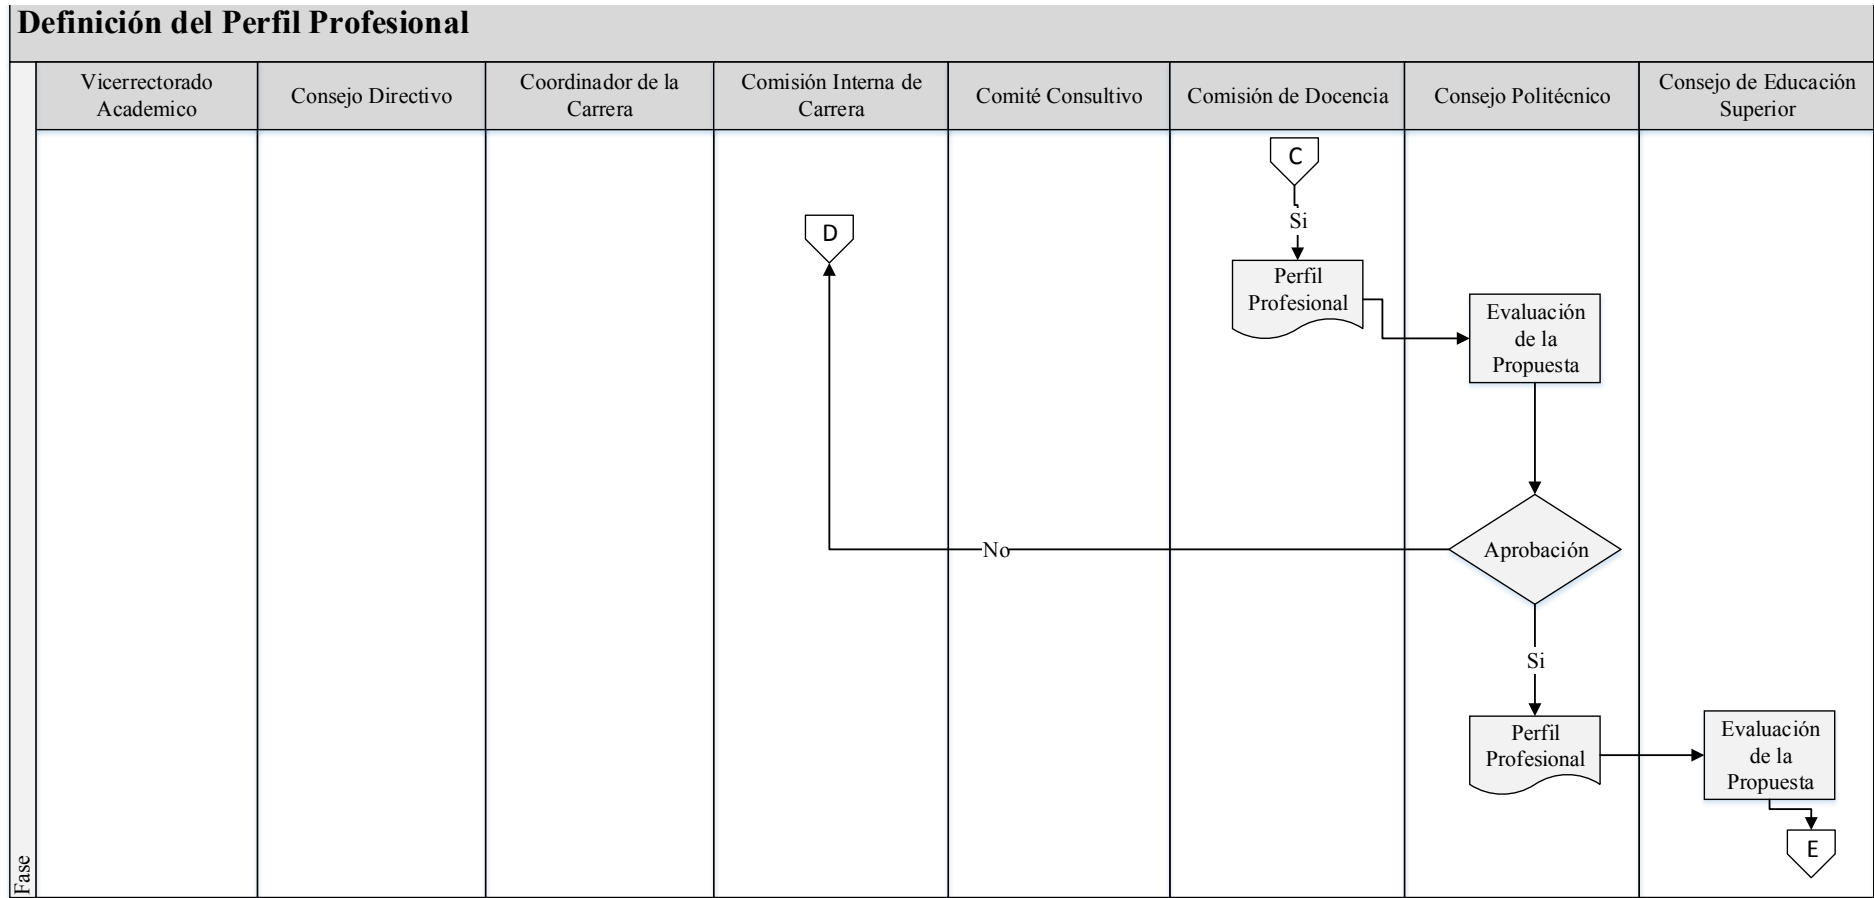 Definición del Perfil Profesional
Vicerrectorado
Academico
Consejo Directivo
Coordinador de la
Carrera
Comisión Interna de
Carrera
Comité Consultivo
Comisión de Docencia
Consejo Politécnico
Consejo de Educación
Superior
C
Si
D
Perfil
Profesional
Evaluación
de la
Propuesta
No
Aprobación
Si
Perfil
Profesional
Evaluación
de la
Propuesta
E
Fase